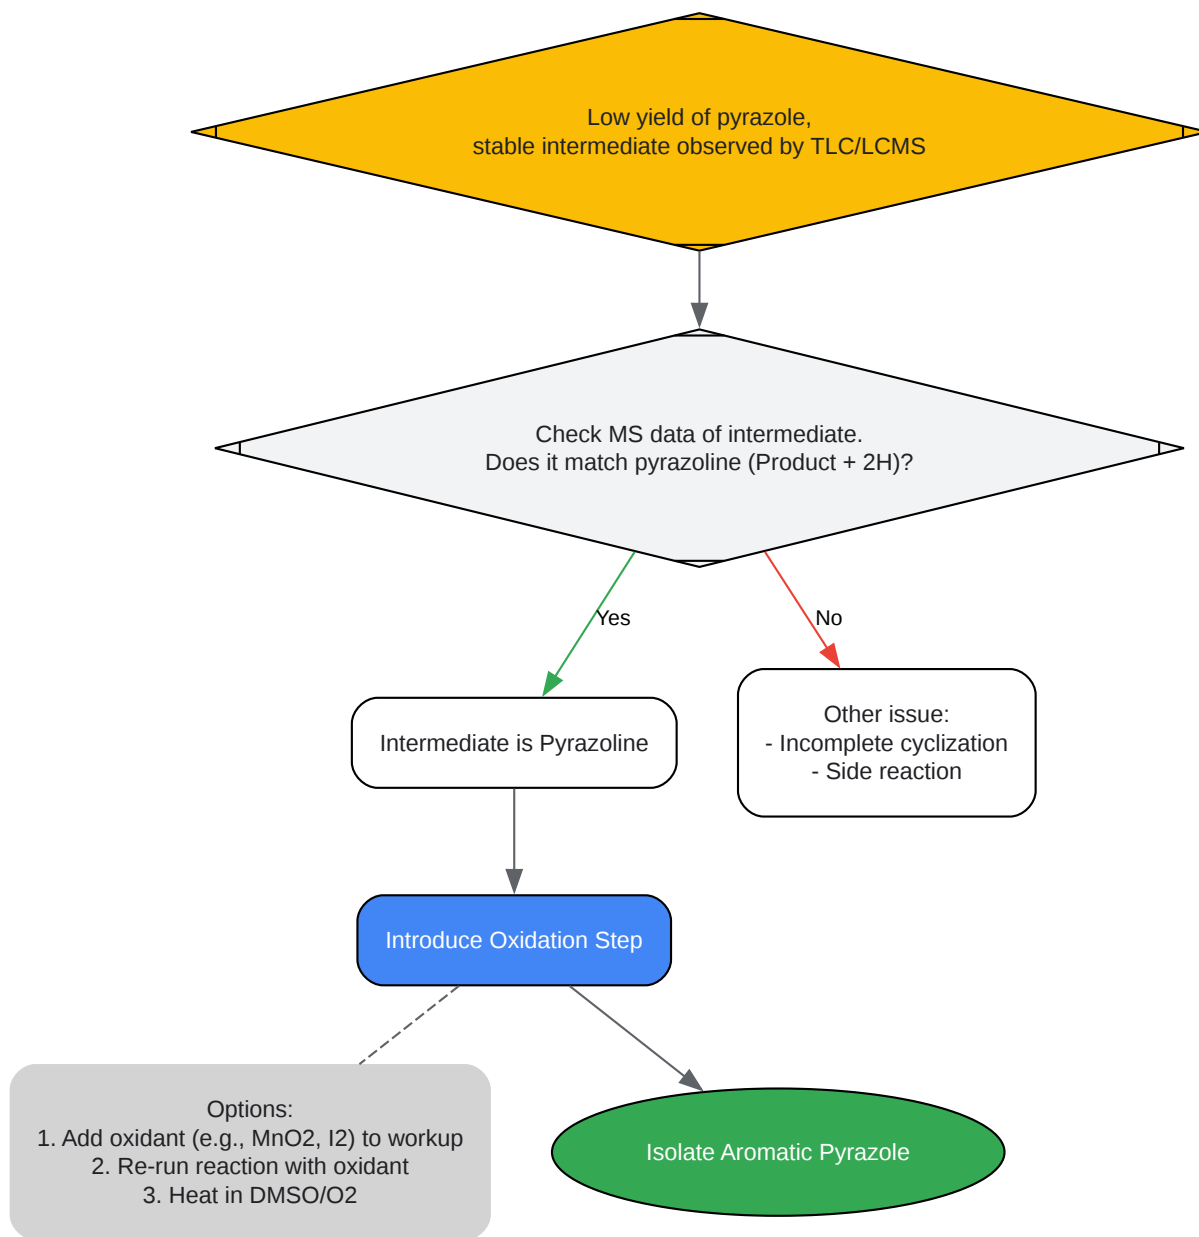 Low yield of pyrazole,
stable intermediate observed by TLC/LCMS
Check MS data of intermediate.
Does it match pyrazoline (Product + 2H)?
Yes
No
Intermediate is Pyrazoline
Other issue:
- Incomplete cyclization
- Side reaction
Introduce Oxidation Step
Options:
1. Add oxidant (e.g., MnO2, I2) to workup
2. Re-run reaction with oxidant
3. Heat in DMSO/O2
Isolate Aromatic Pyrazole